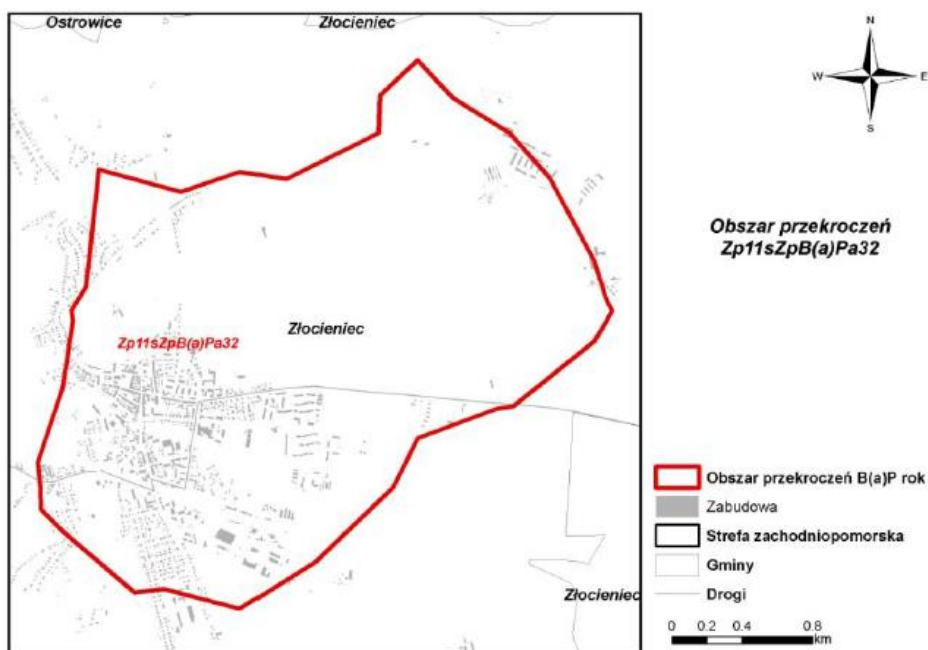 Ostrowice
Złocieniec
Złocieniec
Zp11sZpB(a)Pa32
Złocieniec
N
W
E
S
Obszar przekroczeń
Zp11sZpB(a)Pa32
Obszar przekroczeń B(a)P rok
Zabudowa
Strefa zachodniopomorska
Gminy
Drogi
0 0.2 0.4 0.8
km